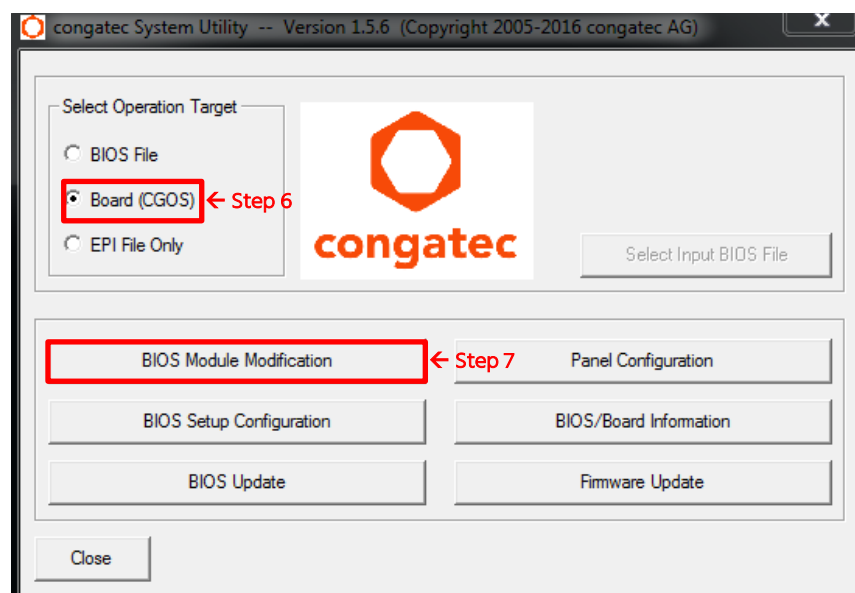 congatec System Utility -- Version 1.5.6 (Copyright 2005-2016 congatec AG)
X
Select Operation Target
BIOS File
Board (CGOS) ← Step 6
EPI File Only
congatec
Select Input BIOS File
BIOS Module Modification ← Step 7
Panel Configuration
BIOS Setup Configuration
BIOS/Board Information
BIOS Update
Firmware Update
Close